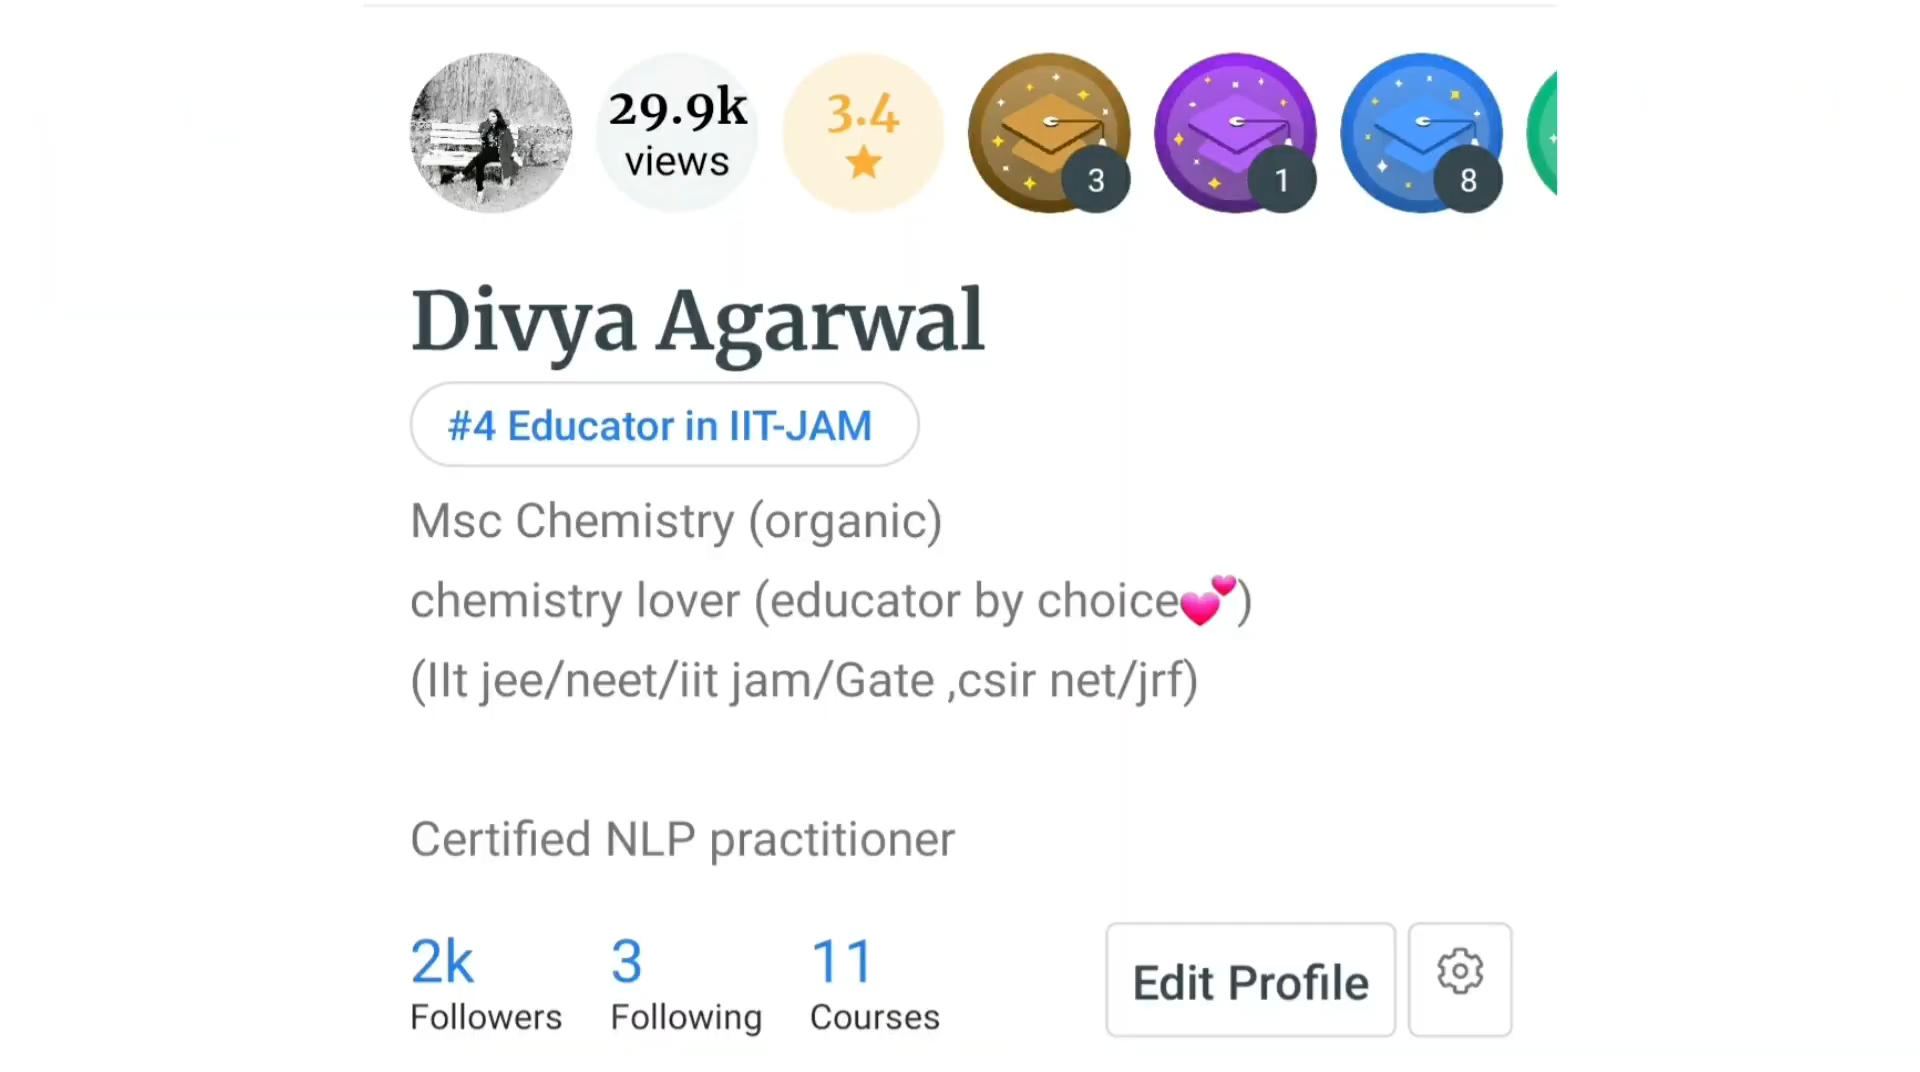 29.9k
views
3.4
3
1
8
Divya Agarwal
#4 Educator in IIT-JAM
Msc Chemistry (organic)
chemistry lover (educator by choice💕)
(IIt jee/neet/iit jam/Gate ,csir net/jrf)
Certified NLP practitioner
2k
Followers
3
Following
11
Courses
Edit Profile